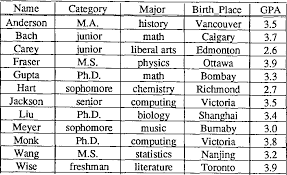 Name Category Major Birth_Place GPA
Anderson M.A. history Vancouver 3.5
Bach junior math Calgary 3.7
Carey junior liberal arts Edmonton 2.6
Fraser M.S. physics Ottawa 3.9
Gupta Ph.D. math Bombay 3.3
Hart sophomore chemistry Richmond 2.7
Jackson senior computing Victoria 3.5
Liu Ph.D. biology Shanghai 3.4
Meyer sophomore music Burnaby 3.0
Monk Ph.D. computing Victoria 3.8
Wang M.S. statistics Nanjing 3.2
Wise freshman literature Toronto 3.9